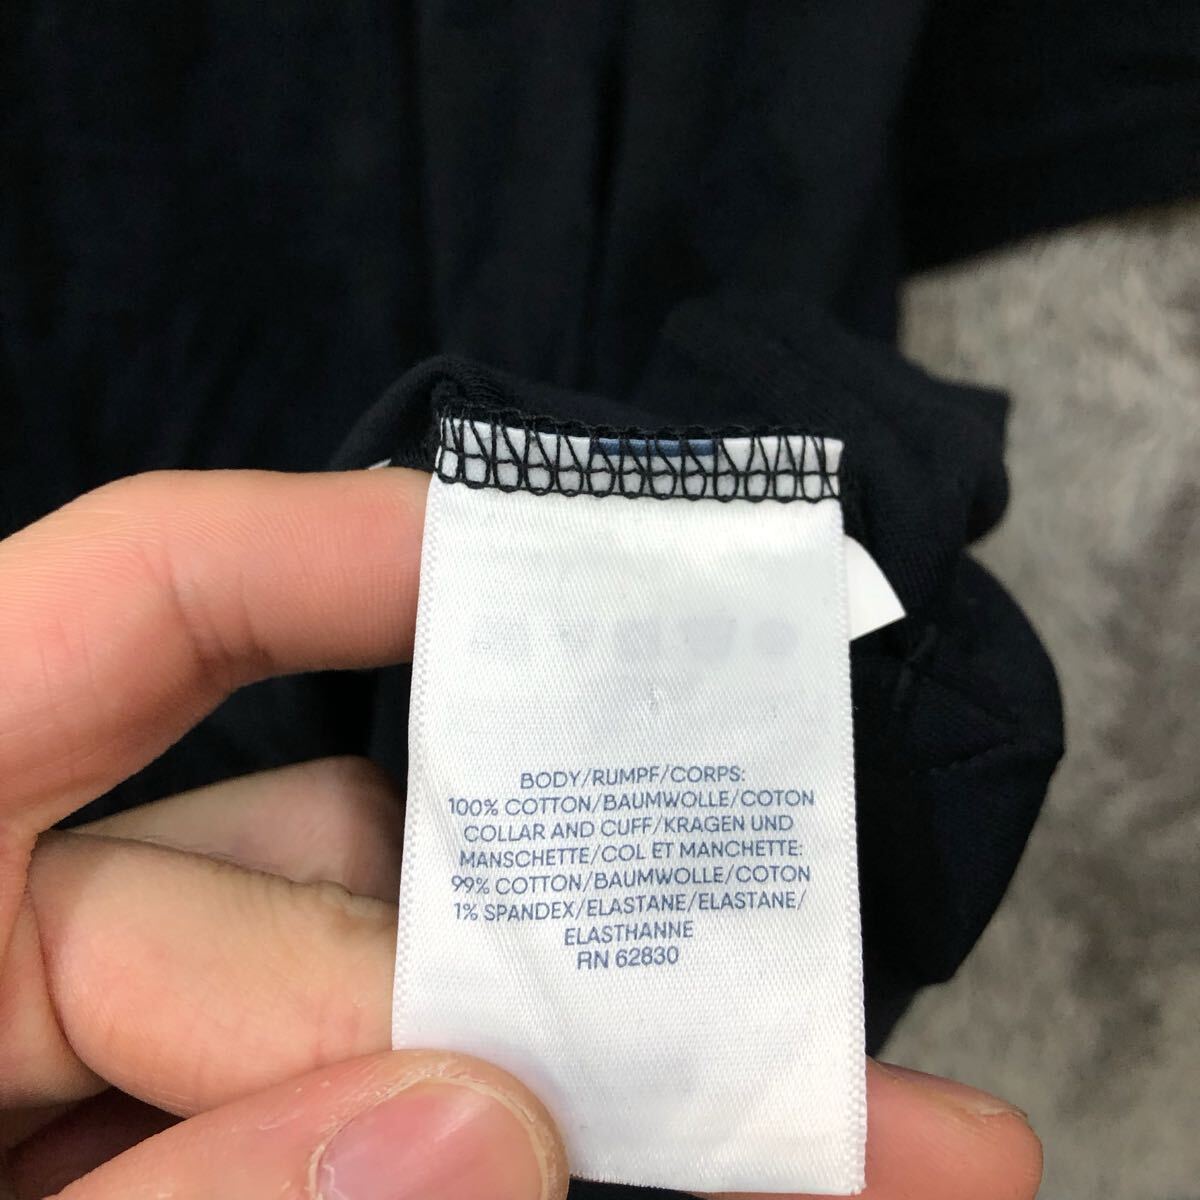 BODY/RUMPF/CORPS:
100% COTTON/BAUMWOLLE/COTON
COLLAR AND CUFF/KRAGEN UND
MANSCHETTE/COL ET MANCHETTE:
99% COTTON/BAUMWOLLE/COTON
1% SPANDEX/ELASTANE/ELASTANE/
ELASTHANNE
RN 62830